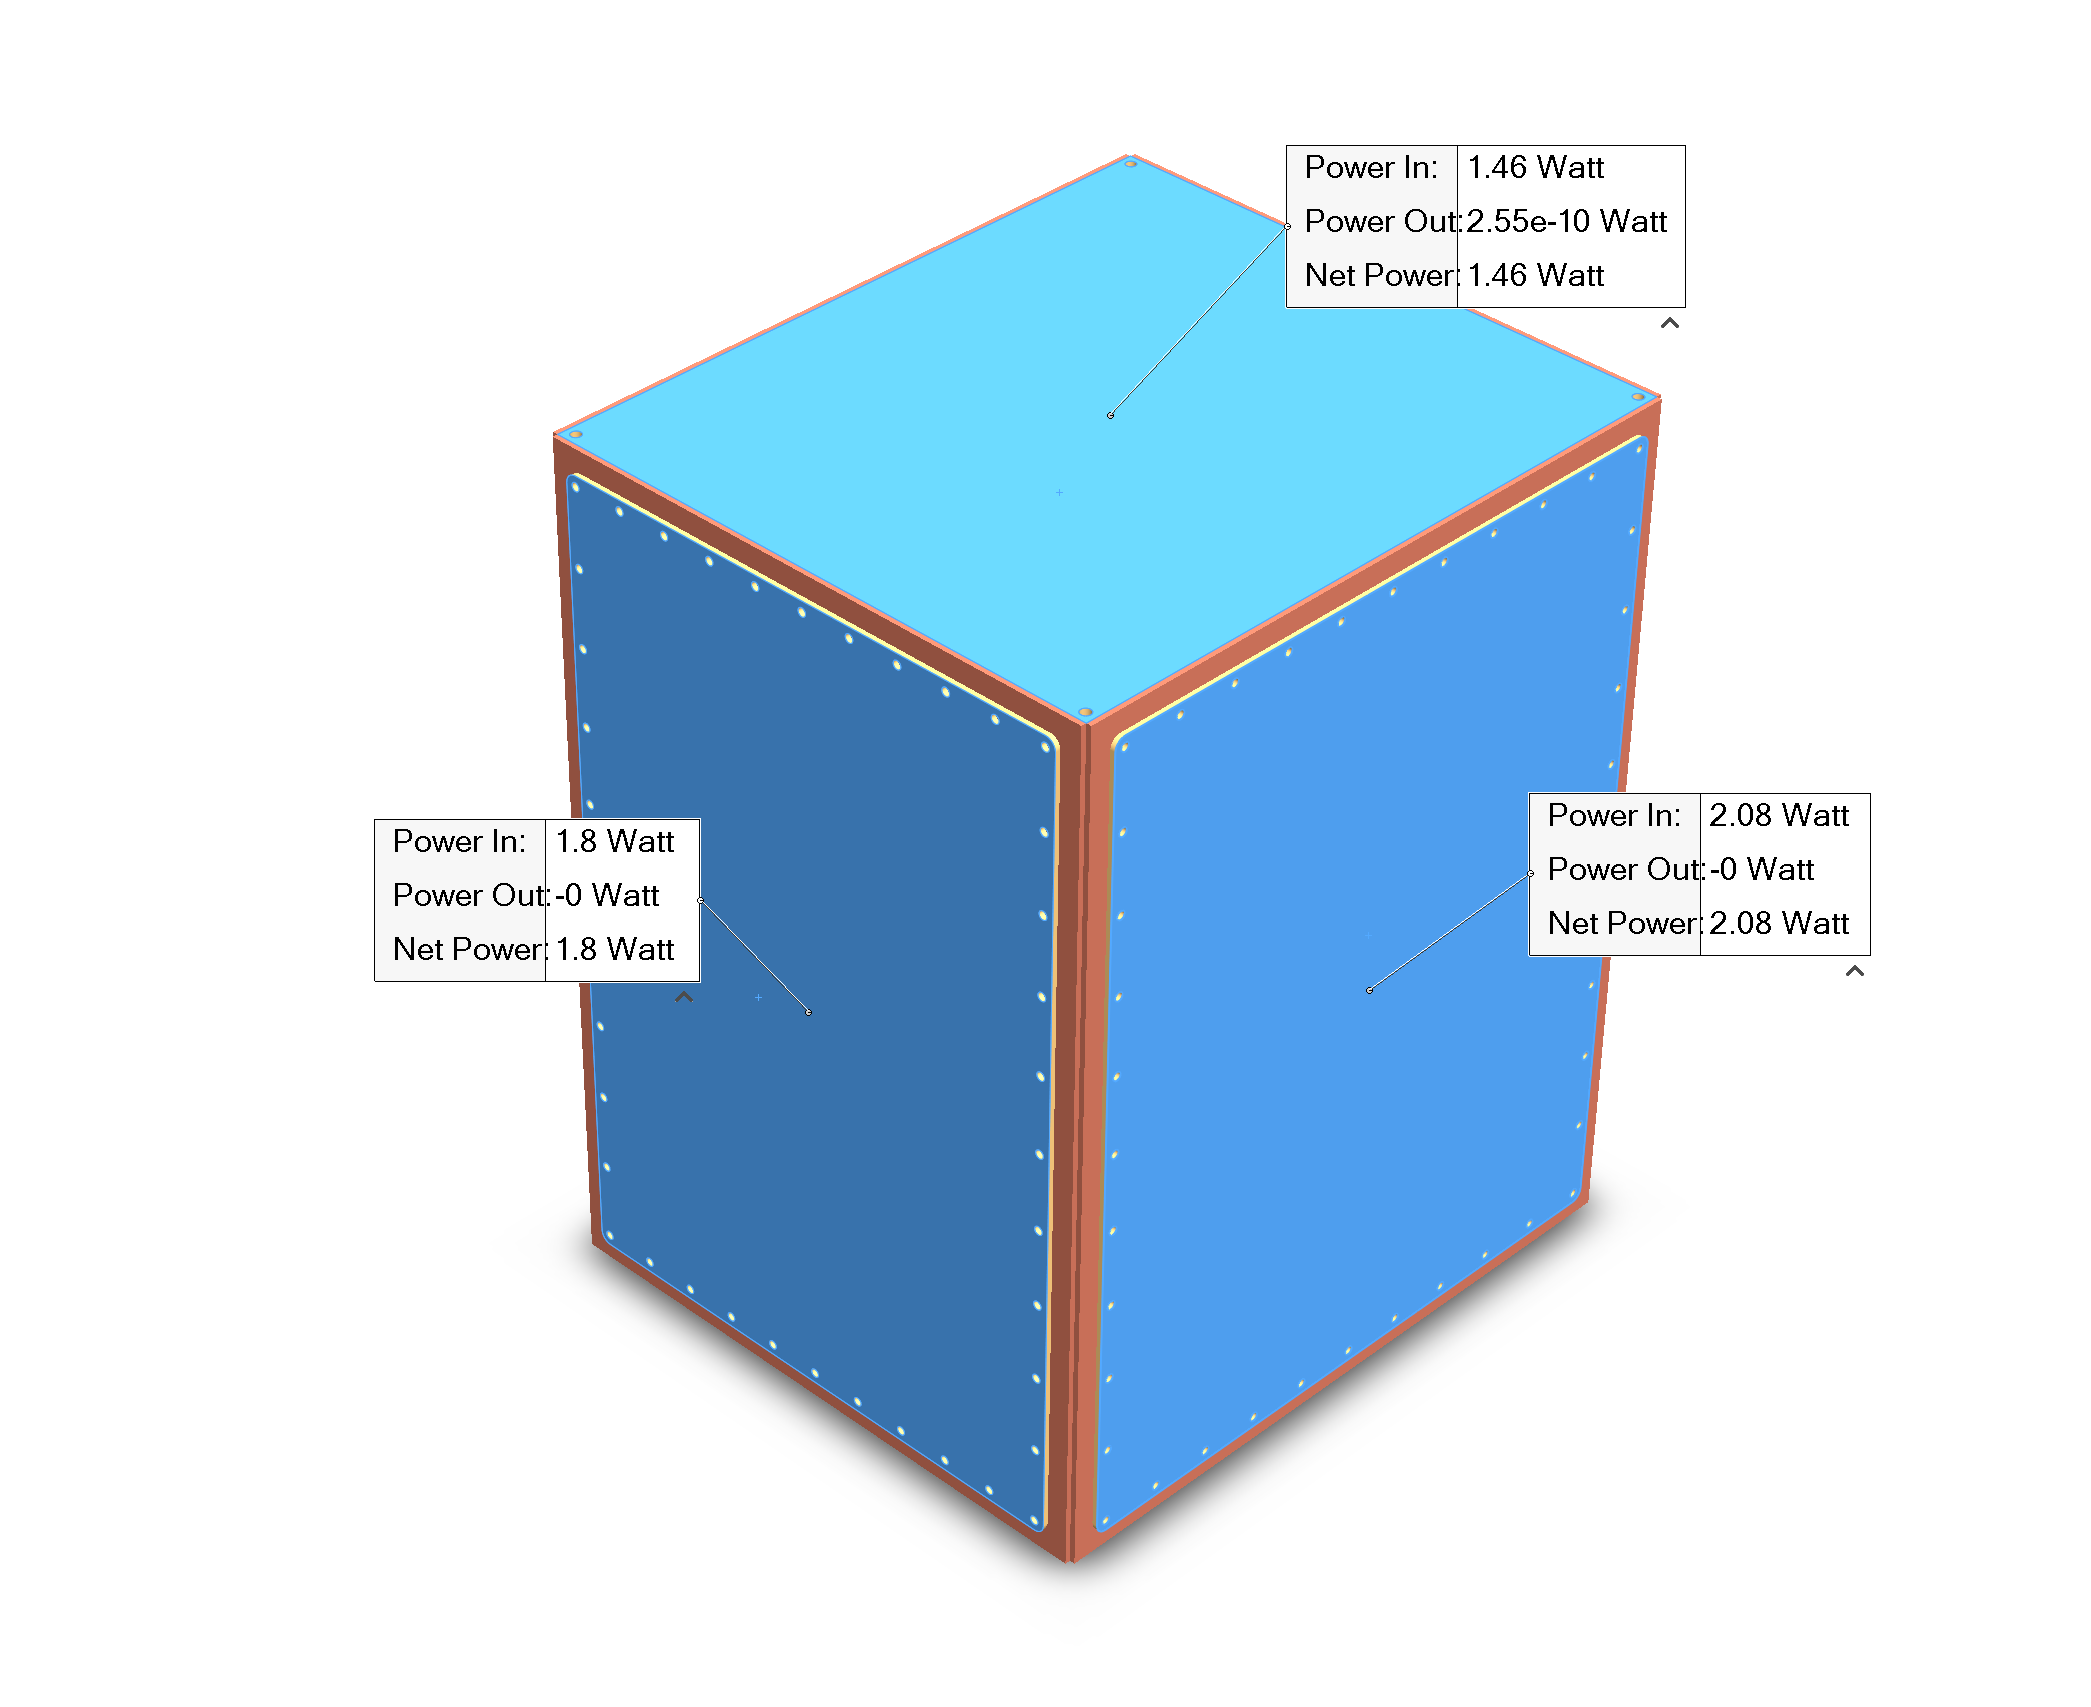 Power In: 1.46 Watt
Power Out: 2.55e-10 Watt
Net Power: 1.46 Watt
Power In: 1.8 Watt
Power Out: -0 Watt
Net Power: 1.8 Watt
Power In: 2.08 Watt
Power Out: -0 Watt
Net Power: 2.08 Watt